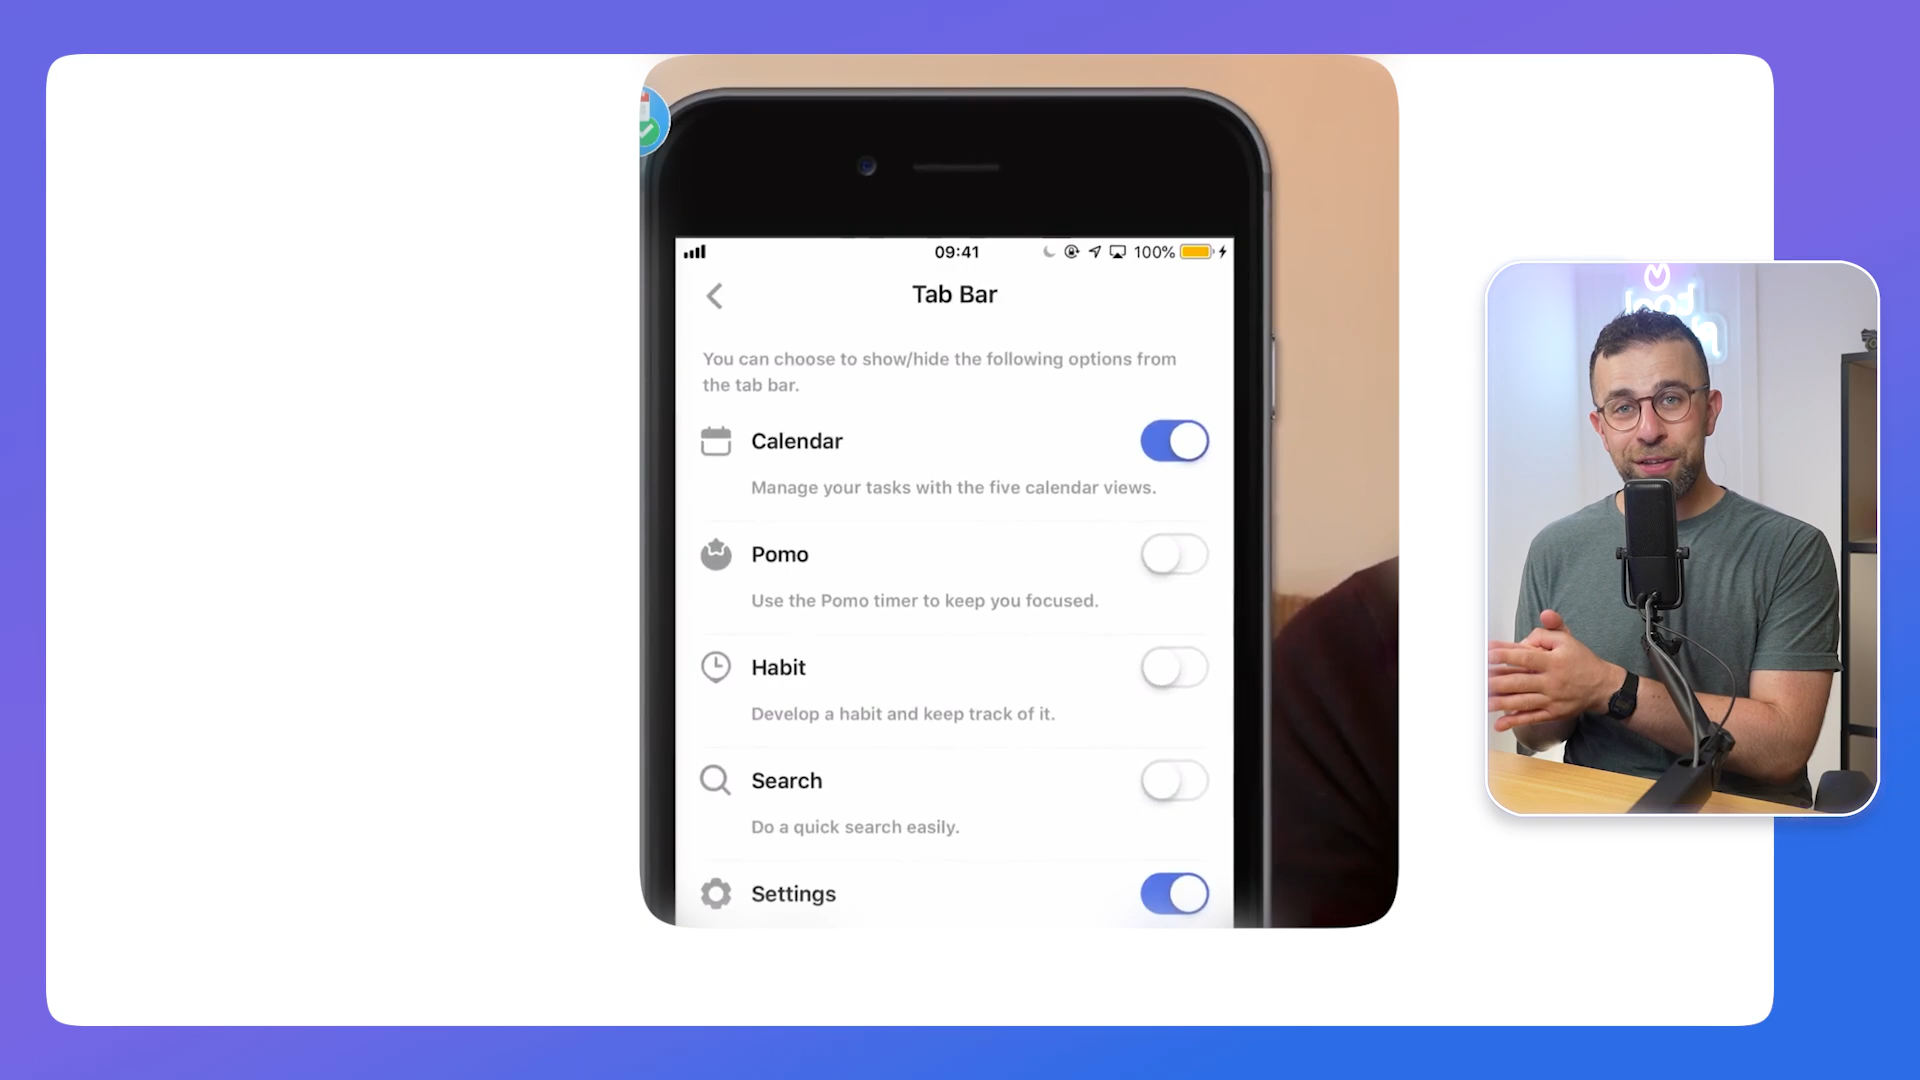 09:41
100%
Tab Bar
You can choose to show/hide the following options from
the tab bar.
Calendar
Manage your tasks with the five calendar views.
Pomo
Use the Pomo timer to keep you focused.
Habit
Develop a habit and keep track of it.
Search
Do a quick search easily.
Settings